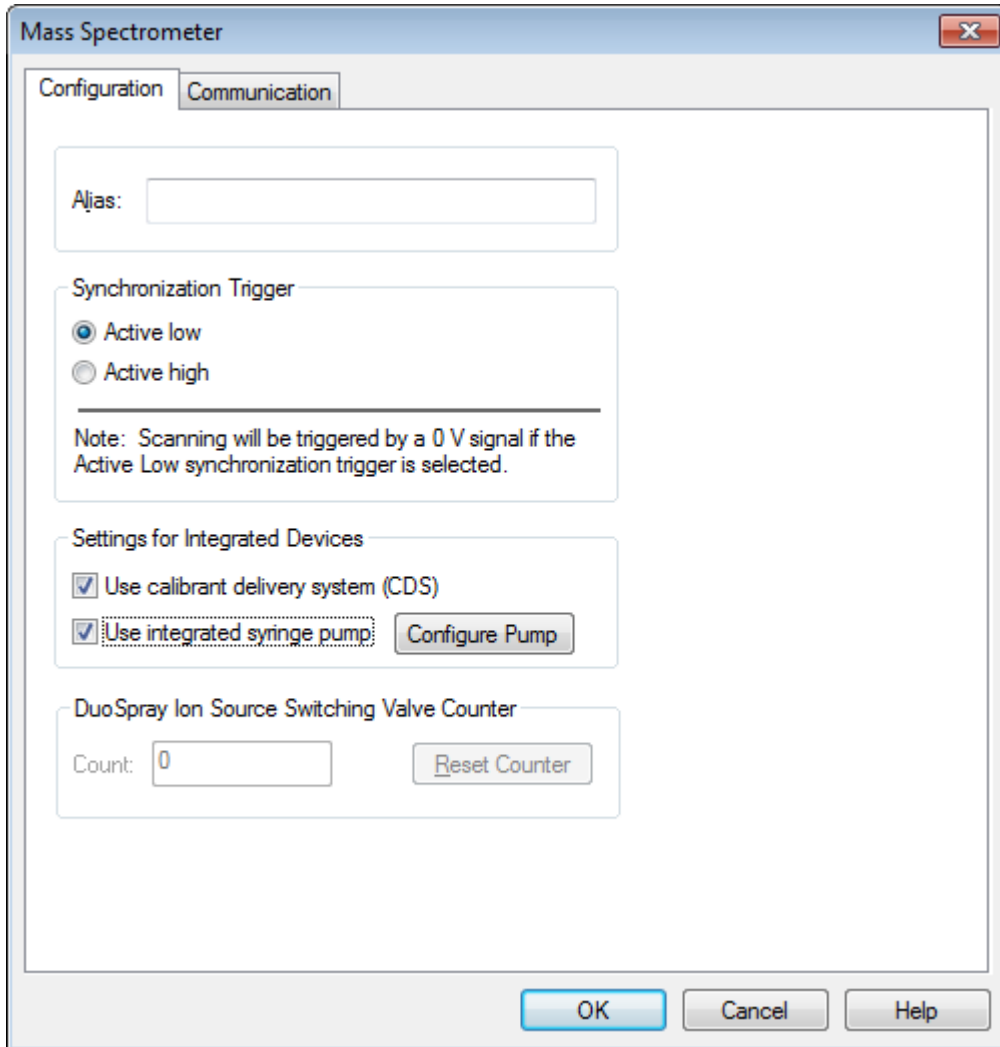 Mass Spectrometer
Configuration
Communication
Alias:
Synchronization Trigger
Active low
Active high
Note: Scanning will be triggered by a 0 V signal if the
Active Low synchronization trigger is selected.
Settings for Integrated Devices
Use calibrant delivery system (CDS)
Use integrated syringe pump
Configure Pump
DuoSpray Ion Source Switching Valve Counter
Count: 0
Reset Counter
OK
Cancel
Help